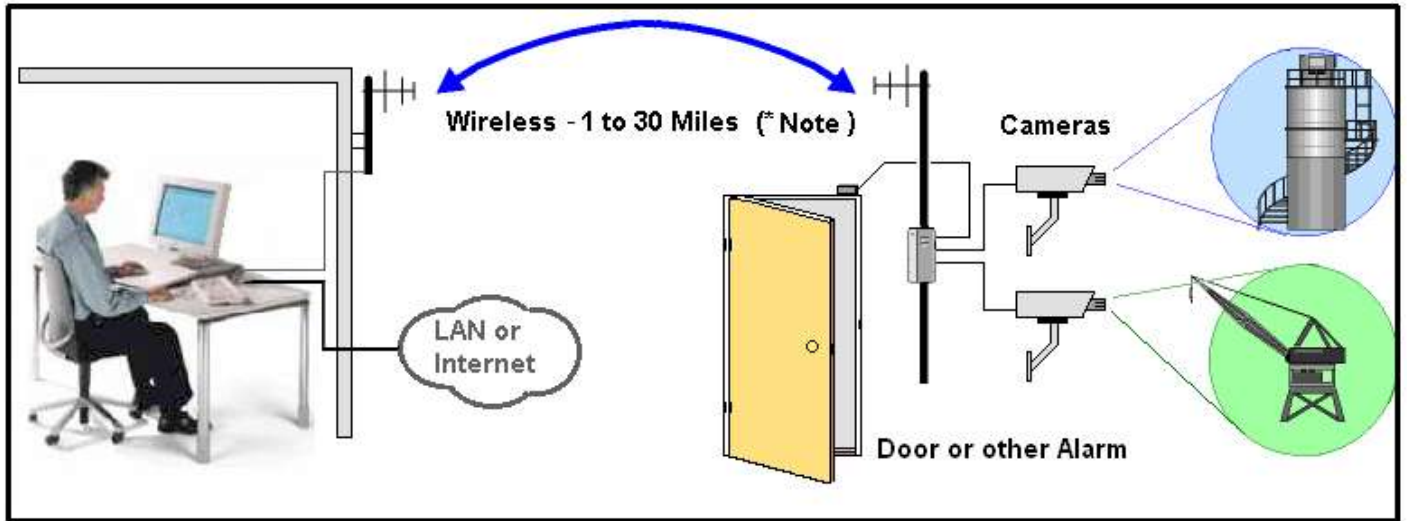 Wireless - 1 to 30 Miles (* Note )
Cameras
LAN or
Internet
Door or other Alarm